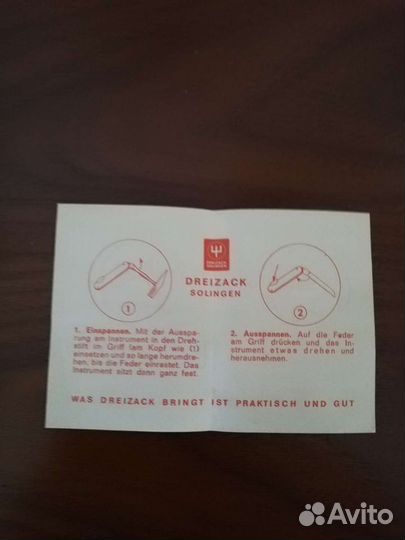 DREIZACK
SOLINGEN
DREIZACK
SOLINGEN
1
1. Einspannen. Mit der Ausspa-
rung am Instrument in den Dreh-
stift im Griff (am Kopf wie (1)
einsetzen und so lange herumdre-
hen, bis die Feder einrastet. Das
Instrument sitzt dann ganz fest.
2
2. Ausspannen. Auf die Feder
am Griff drücken und das In-
strument etwas drehen und
herausnehmen.
WAS DREIZACK BRINGT IST PRAKTISCH UND GUT
Avito